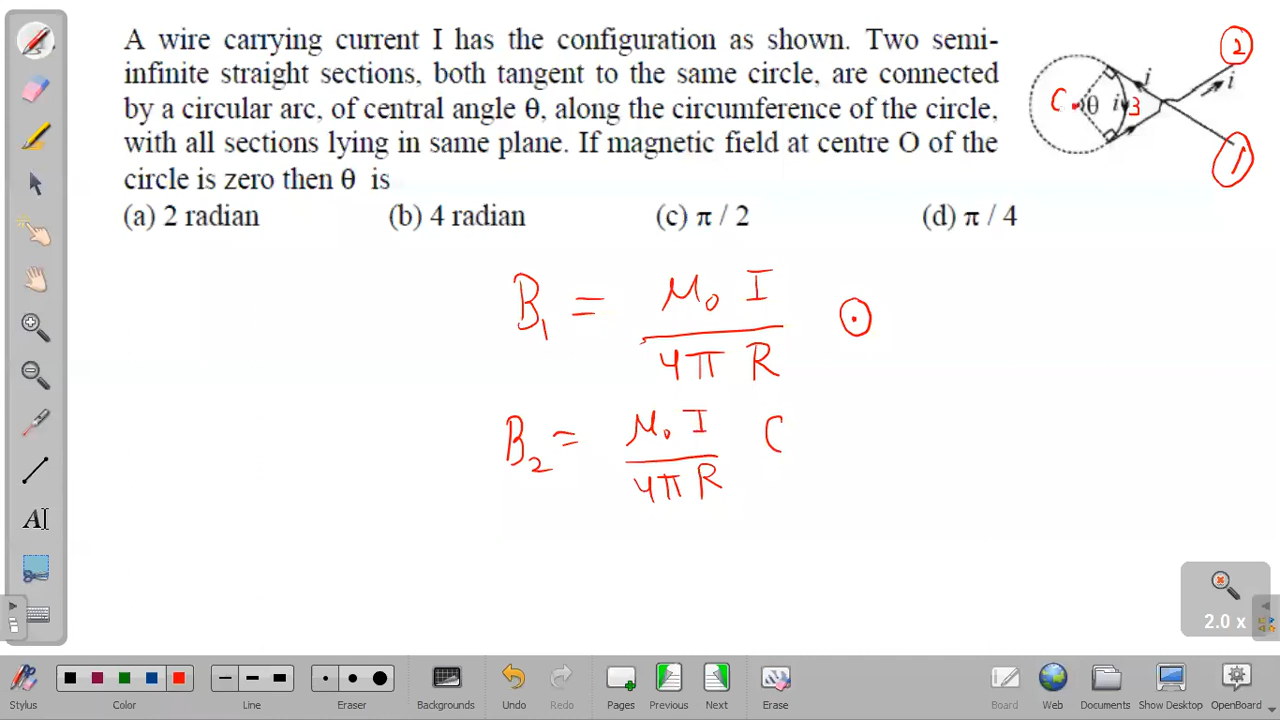 A wire carrying current I has the configuration as shown. Two semi-
infinite straight sections, both tangent to the same circle, are connected
by a circular arc, of central angle θ, along the circumference of the circle,
with all sections lying in same plane. If magnetic field at centre O of the
circle is zero then θ is
(a) 2 radian (b) 4 radian (c) π / 2 (d) π / 4
2
i
i
C θ i 3
1
B₁ = μ₀ I / 4π R ⊙
B₂ = μ₀ I / 4π R (
AI
2.0 x
Stylus Color Line Eraser Backgrounds Undo Redo Pages Previous Next Erase Board Web Documents Show Desktop OpenBoard